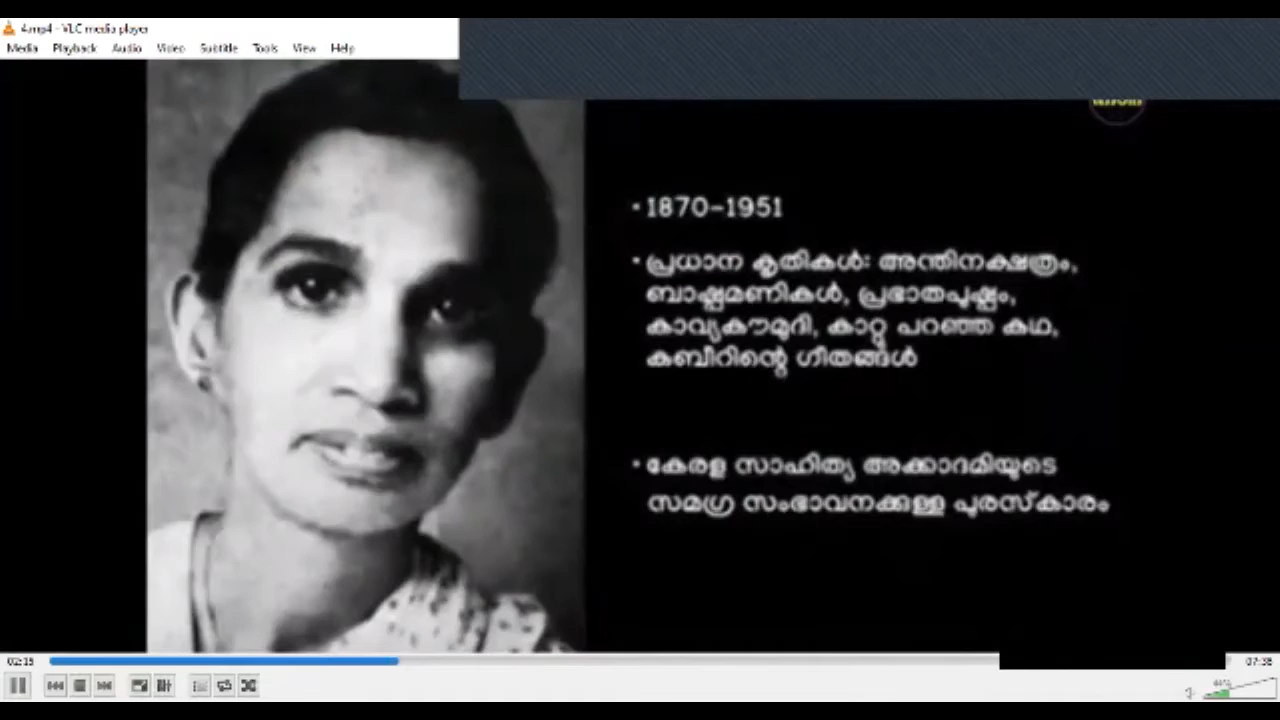 4.mp4 - VLC media player
Media Playback Audio Video Subtitle Tools View Help
• 1870-1951
• പ്രധാന കൃതികൾ: അന്തിനക്ഷത്രം,
ബാഷ്പമണികൾ, പ്രഭാതപുഷ്പം,
കാവ്യകൗമുദി, കാറ്റു പറഞ്ഞ കഥ,
കബീറിന്റെ ഗീതങ്ങൾ
• കേരള സാഹിത്യ അക്കാദമിയുടെ
സമഗ്ര സംഭാവനക്കുള്ള പുരസ്‌കാരം
02:15 07:38